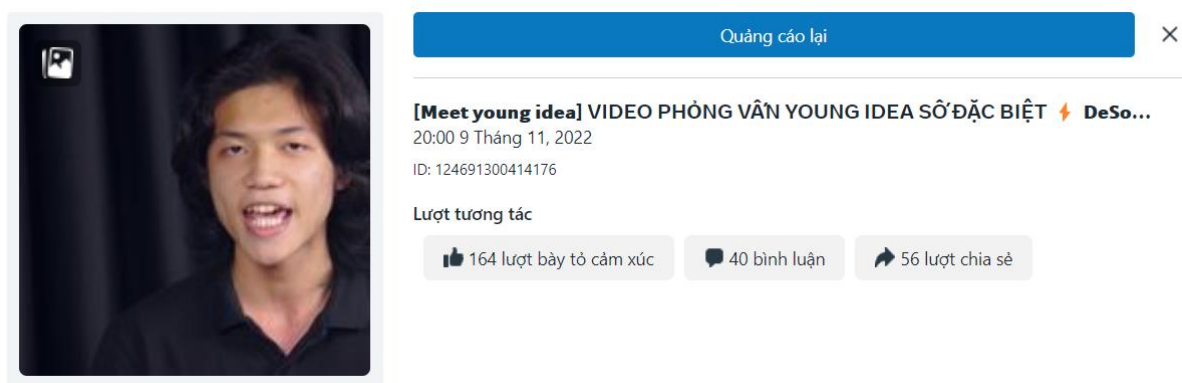 Quảng cáo lại
[Meet young idea] VIDEO PHỎNG VẤN YOUNG IDEA SỐ ĐẶC BIỆT ⚡ DeSo...
20:00 9 Tháng 11, 2022
ID: 124691300414176
Lượt tương tác
164 lượt bày tỏ cảm xúc
40 bình luận
56 lượt chia sẻ